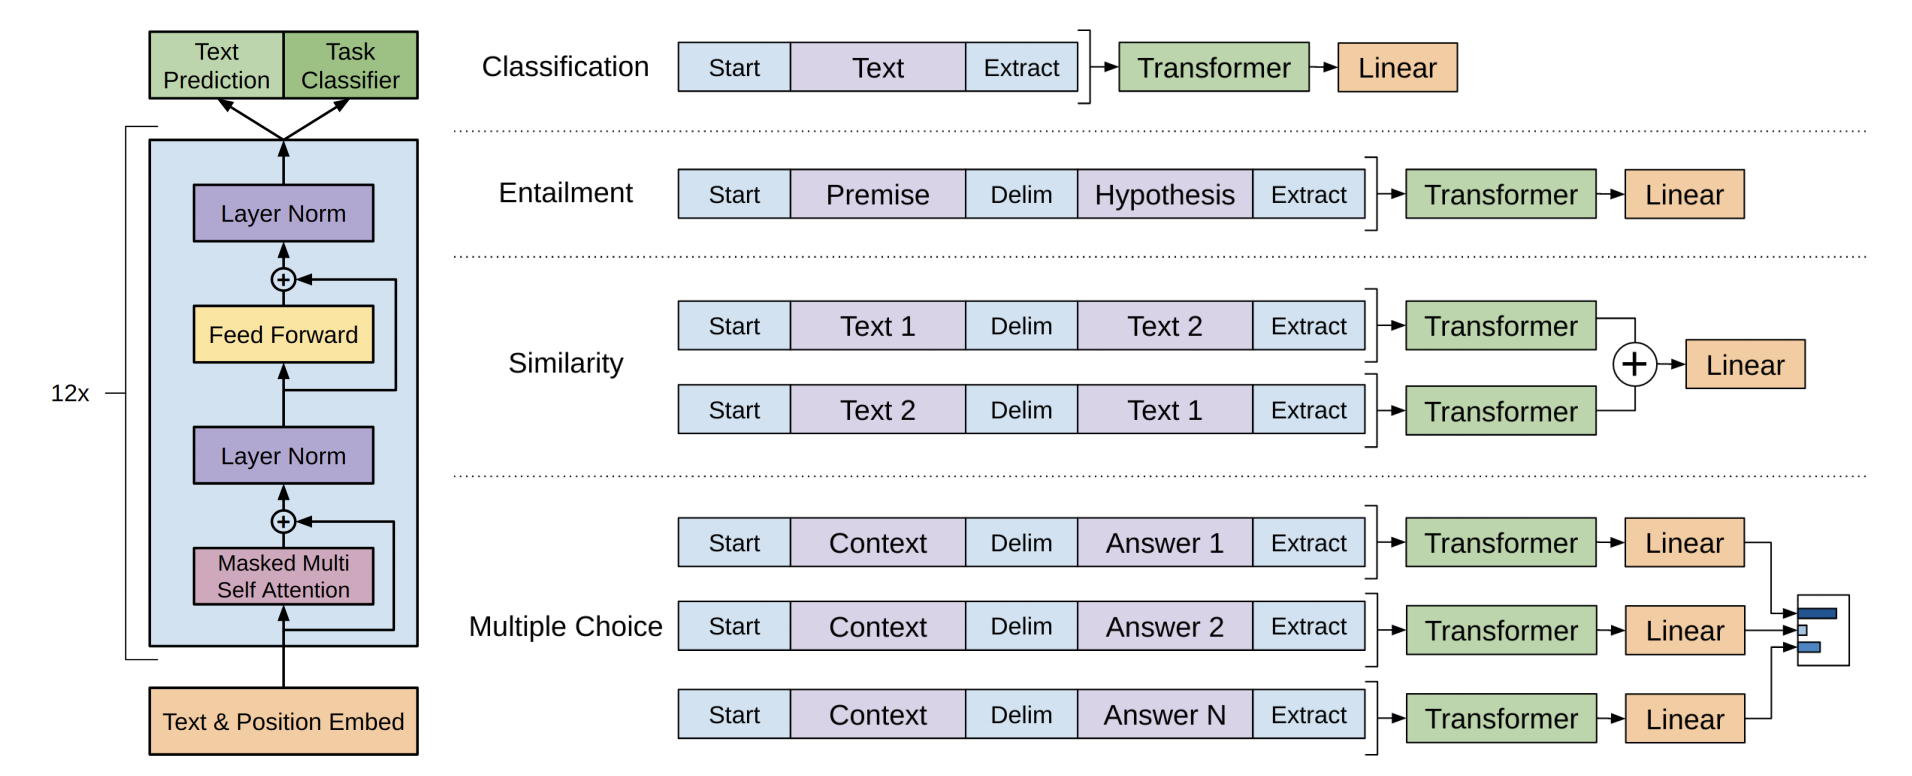 Text
Prediction
Task
Classifier
12x
Layer Norm
+
Feed Forward
Layer Norm
+
Masked Multi
Self Attention
Text & Position Embed
Classification
Start Text Extract Transformer Linear
Entailment
Start Premise Delim Hypothesis Extract Transformer Linear
Similarity
Start Text 1 Delim Text 2 Extract Transformer
+ Linear
Start Text 2 Delim Text 1 Extract Transformer
Multiple Choice
Start Context Delim Answer 1 Extract Transformer Linear
Start Context Delim Answer 2 Extract Transformer Linear
Start Context Delim Answer N Extract Transformer Linear